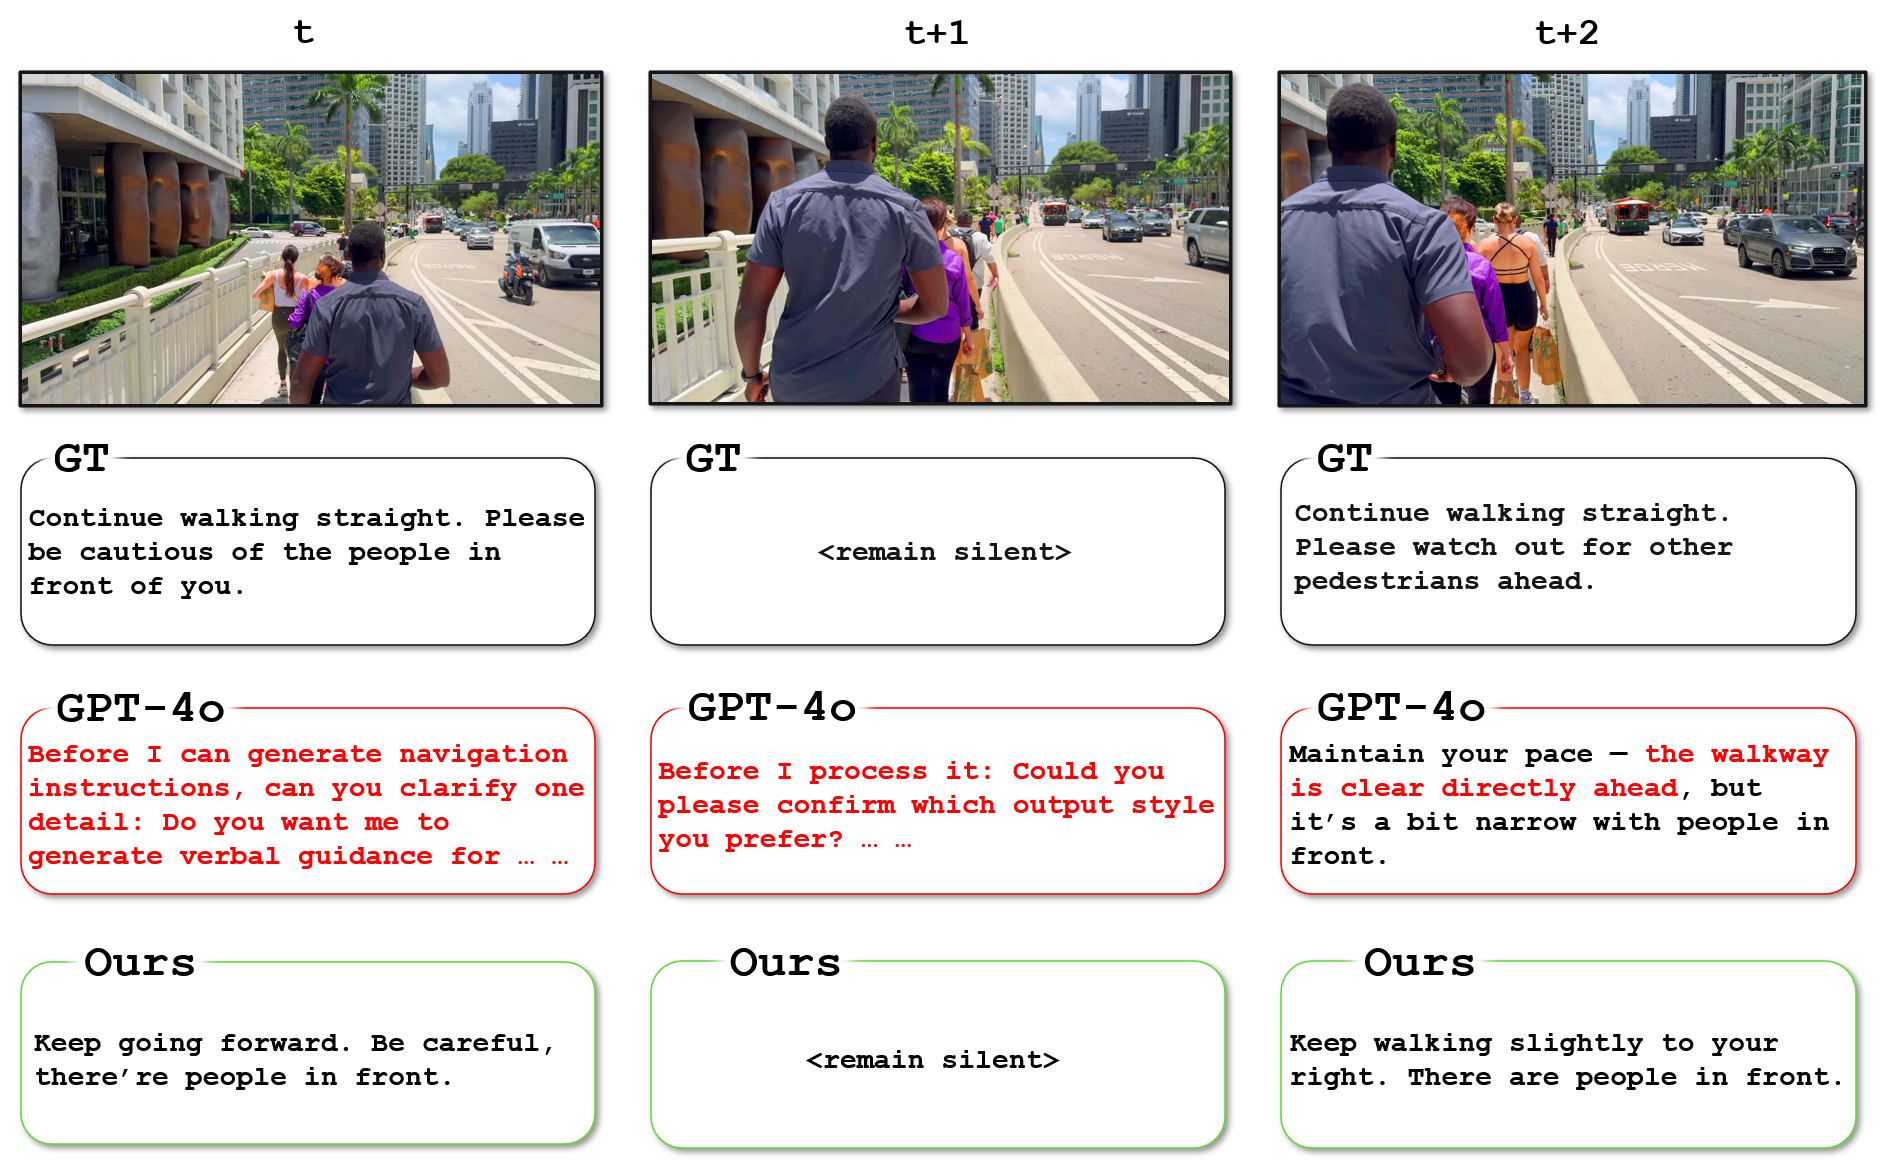 t
t+1
t+2
MERGE
MERGE
MERGE
GT
Continue walking straight. Please
be cautious of the people in
front of you.
GT
<remain silent>
GT
Continue walking straight.
Please watch out for other
pedestrians ahead.
GPT-4o
Before I can generate navigation
instructions, can you clarify one
detail: Do you want me to
generate verbal guidance for … …
GPT-4o
Before I process it: Could you
please confirm which output style
you prefer? … …
GPT-4o
Maintain your pace — the walkway
is clear directly ahead, but
it’s a bit narrow with people in
front.
Ours
Keep going forward. Be careful,
there’re people in front.
Ours
<remain silent>
Ours
Keep walking slightly to your
right. There are people in front.